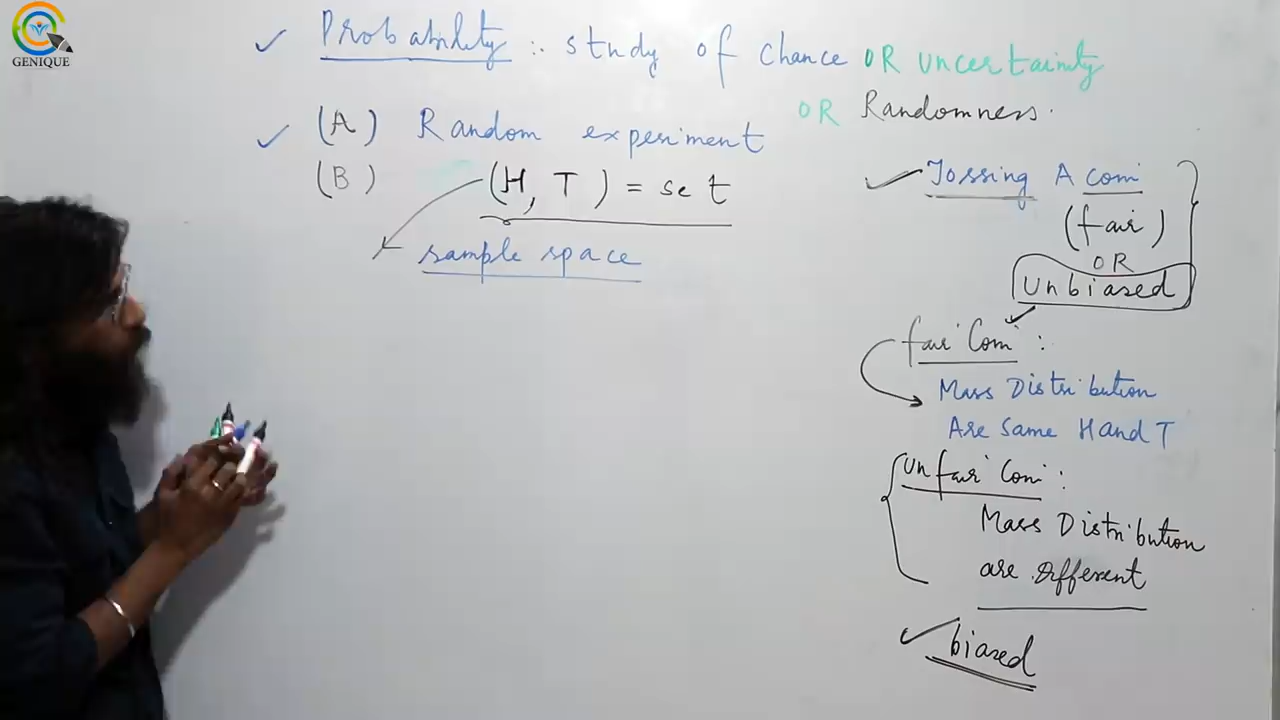 GENIQUE
Probability :. study of chance OR uncertainity
OR Randomness.
(A) Random experiment
(B) (H, T) = set
sample space
Tossing A coin
(fair)
OR
Unbiased
fair Coin :
Mass Distribution
Are Same H and T
Unfair Coin :
Mass Distribution
are different
biased